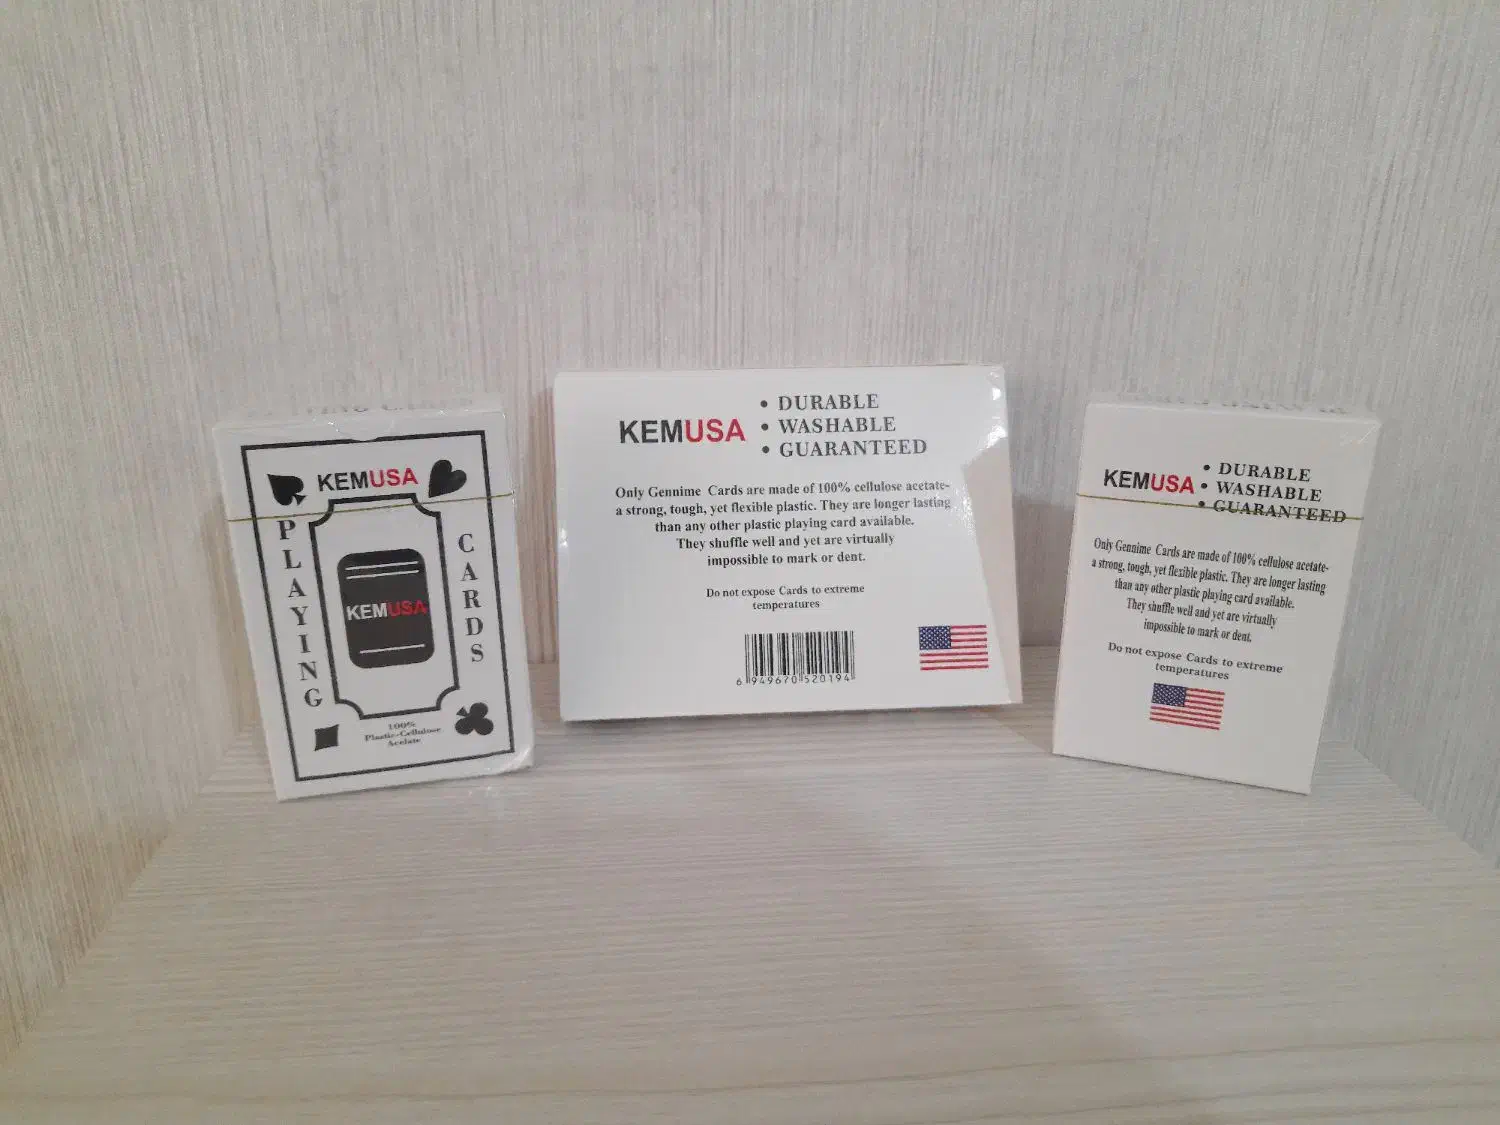 KEMUSA
PLAYING
CARDS
KEMUSA
100%
Plastic-Cellulose
Acelate
KEMUSA
• DURABLE
• WASHABLE
• GUARANTEED
Only Gennime Cards are made of 100% cellulose acetate-
a strong, tough, yet flexible plastic. They are longer lasting
than any other plastic playing card available.
They shuffle well and yet are virtually
impossible to mark or dent.
Do not expose Cards to extreme
temperatures
6 949670 520194
KEMUSA
• DURABLE
• WASHABLE
• GUARANTEED
Only Gennime Cards are made of 100% cellulose acetate-
a strong, tough, yet flexible plastic. They are longer lasting
than any other plastic playing card available.
They shuffle well and yet are virtually
impossible to mark or dent.
Do not expose Cards to extreme
temperatures